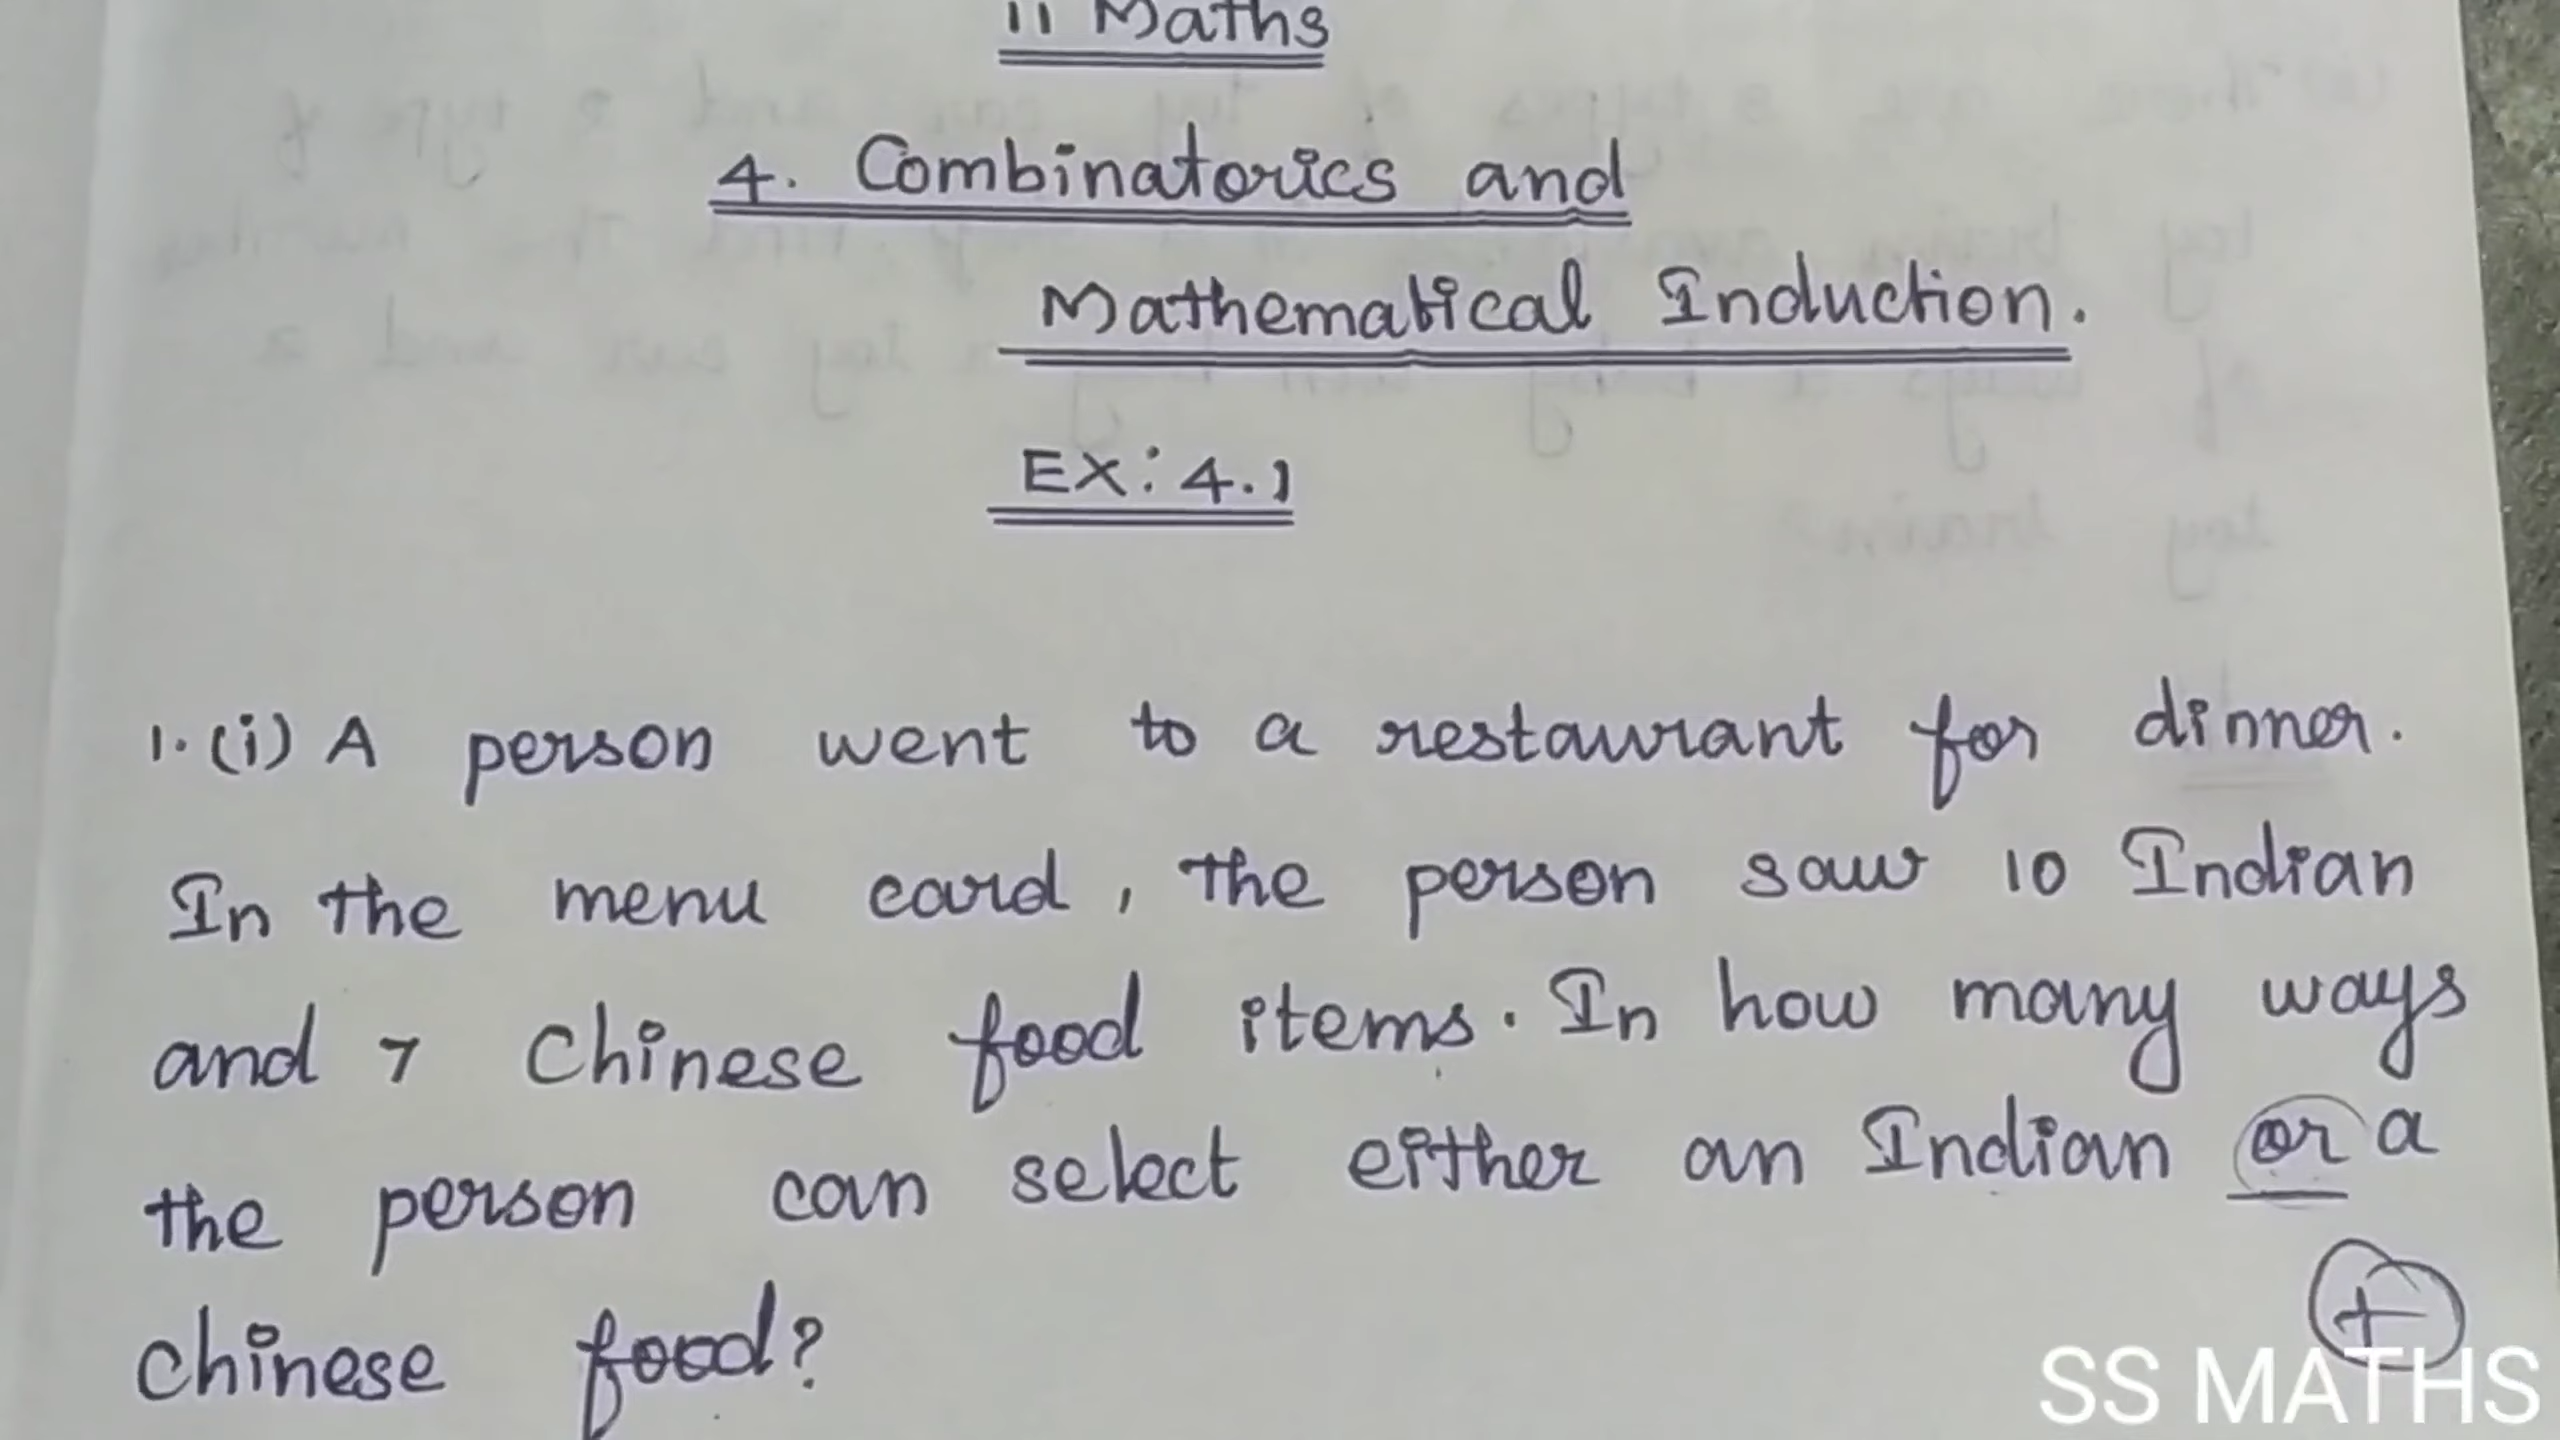 11 Maths
4. Combinatorics and
Mathematical Induction.
EX: 4.1
1. (i) A person went to a restaurant for dinner.
In the menu card, the person saw 10 Indian
and 7 Chinese food items. In how many ways
the person can select either an Indian or a
chinese food?
+
SS MATHS